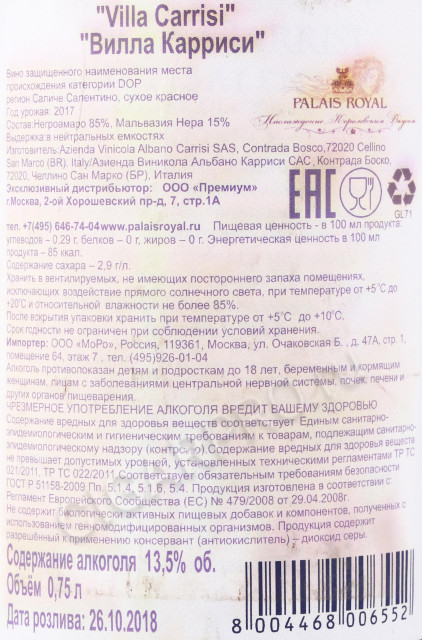 "Villa Carrisi"
"Вилла Карриси"
Вино защищенного наименования места
происхождения категории DOP
регион Саличе Салентино, сухое красное
Год урожая: 2017
Состав:Негроамаро 85%, Мальвазия Нера 15%
Выдержка:в нейтральных емкостях
PALAIS ROYAL
Наслаждение Королевским Вкусом
Изготовитель:Azienda Vinicola Albano Carrisi SAS, Contrada Bosco,72020 Cellino
San Marco (BR), Italy/Азиенда Виникола Альбано Карриси САС, Контрада Боско,
72020, Челлино Сан Марко (БР), Италия
Эксклюзивный дистрибьютор: ООО «Премиум»
г.Москва, 2-ой Хорошевский пр-д, 7, стр.1А
EAC
GL71
тел. +7(495) 646-74-04www.palaisroyal.ru Пищевая ценность - в 100 мл продукта:
углеводов – 0,29 г. белков – 0 г, жиров – 0 г. Энергетическая ценность в 100 мл
продукта – 85 ккал.
Содержание сахара – 2,9 г/л.
Хранить в вентилируемых, не имеющих постороннего запаха помещениях,
исключающих воздействие прямого солнечного света, при температуре от +5°С до
+20°С и относительной влажности не более 85%.
После вскрытия упаковки хранить при температуре от +5°С до +10°С.
Срок годности не ограничен при соблюдении условий хранения.
Импортер: ООО «МоРо», Россия, 119361, Москва, ул. Очаковская Б., д. 47А, стр. 1,
помещение 64, этаж 7 . тел. (495)926-01-04
Алкоголь противопоказан детям и подросткам до 18 лет, беременным и кормящим
женщинам, лицам с заболеваниями центральной нервной системы, почек, печени и
других органов пищеварения.
ЧРЕЗМЕРНОЕ УПОТРЕБЛЕНИЕ АЛКОГОЛЯ ВРЕДИТ ВАШЕМУ ЗДОРОВЬЮ
Содержание вредных для здоровья веществ соответствует Единым санитарно-
эпидемиологическим и гигиеническим требованиям к товарам, подлежащим санитарно-
эпидемиологическому надзору (контролю). Содержание вредных для здоровья веществ
не превышает допустимых уровней, установленных техническими регламентами ТР ТС
021/2011, ТР ТС 022/2011. Соответствует обязательным требованиям безопасности
ГОСТ Р 51158-2009 Пп. 5.1.4, 5.1.6, 5.4. Продукция изготовлена в соответствии с:
Регламент Европейского Сообщества (ЕС) № 479/2008 от 29.04.2008г.
Не содержит биологически активных пищевых добавок и компонентов, полученных с
использованием генно-модифицированных организмов. Продукция содержит
разрешённый к применению консервант (антиокислитель) – диоксид серы.
Содержание алкоголя 13,5% об.
Объём 0,75 л
Дата розлива: 26.10.2018
8 004468 006552